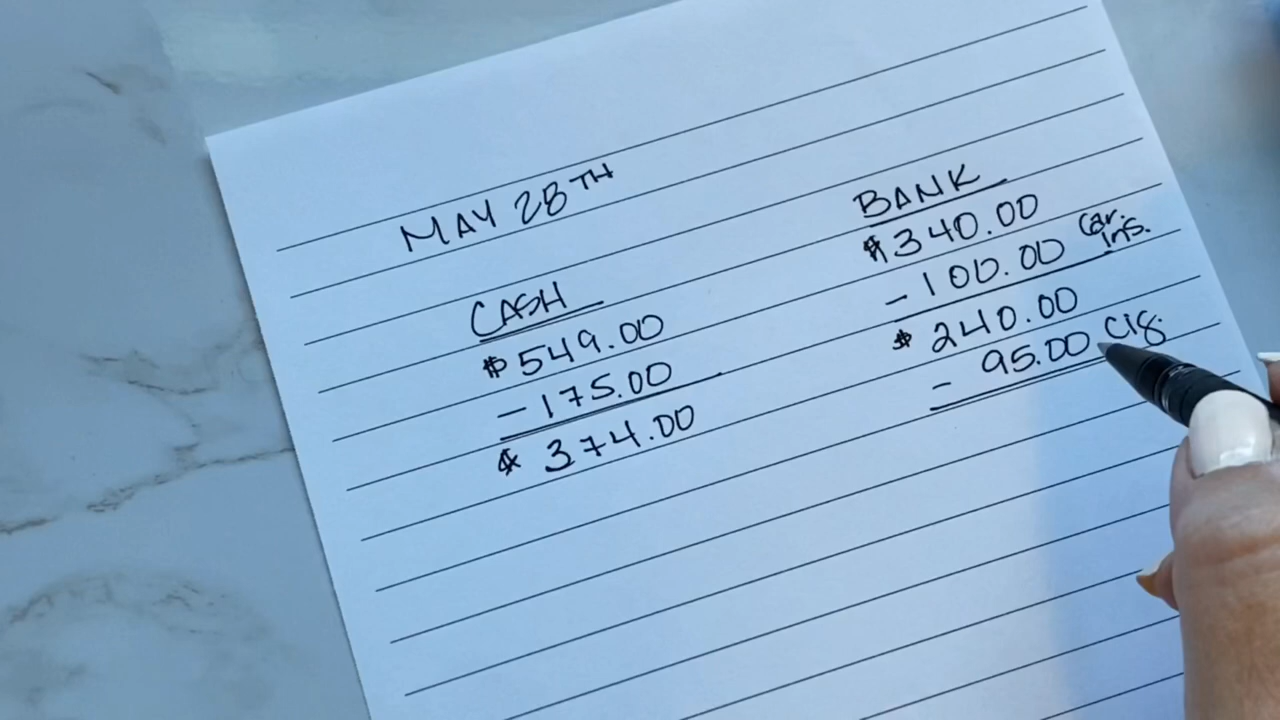 MAY 28TH
CASH
$549.00
- 175.00
$ 374.00
BANK
$340.00
- 100.00 Car. ins.
$ 240.00
- 95.00 Cig.